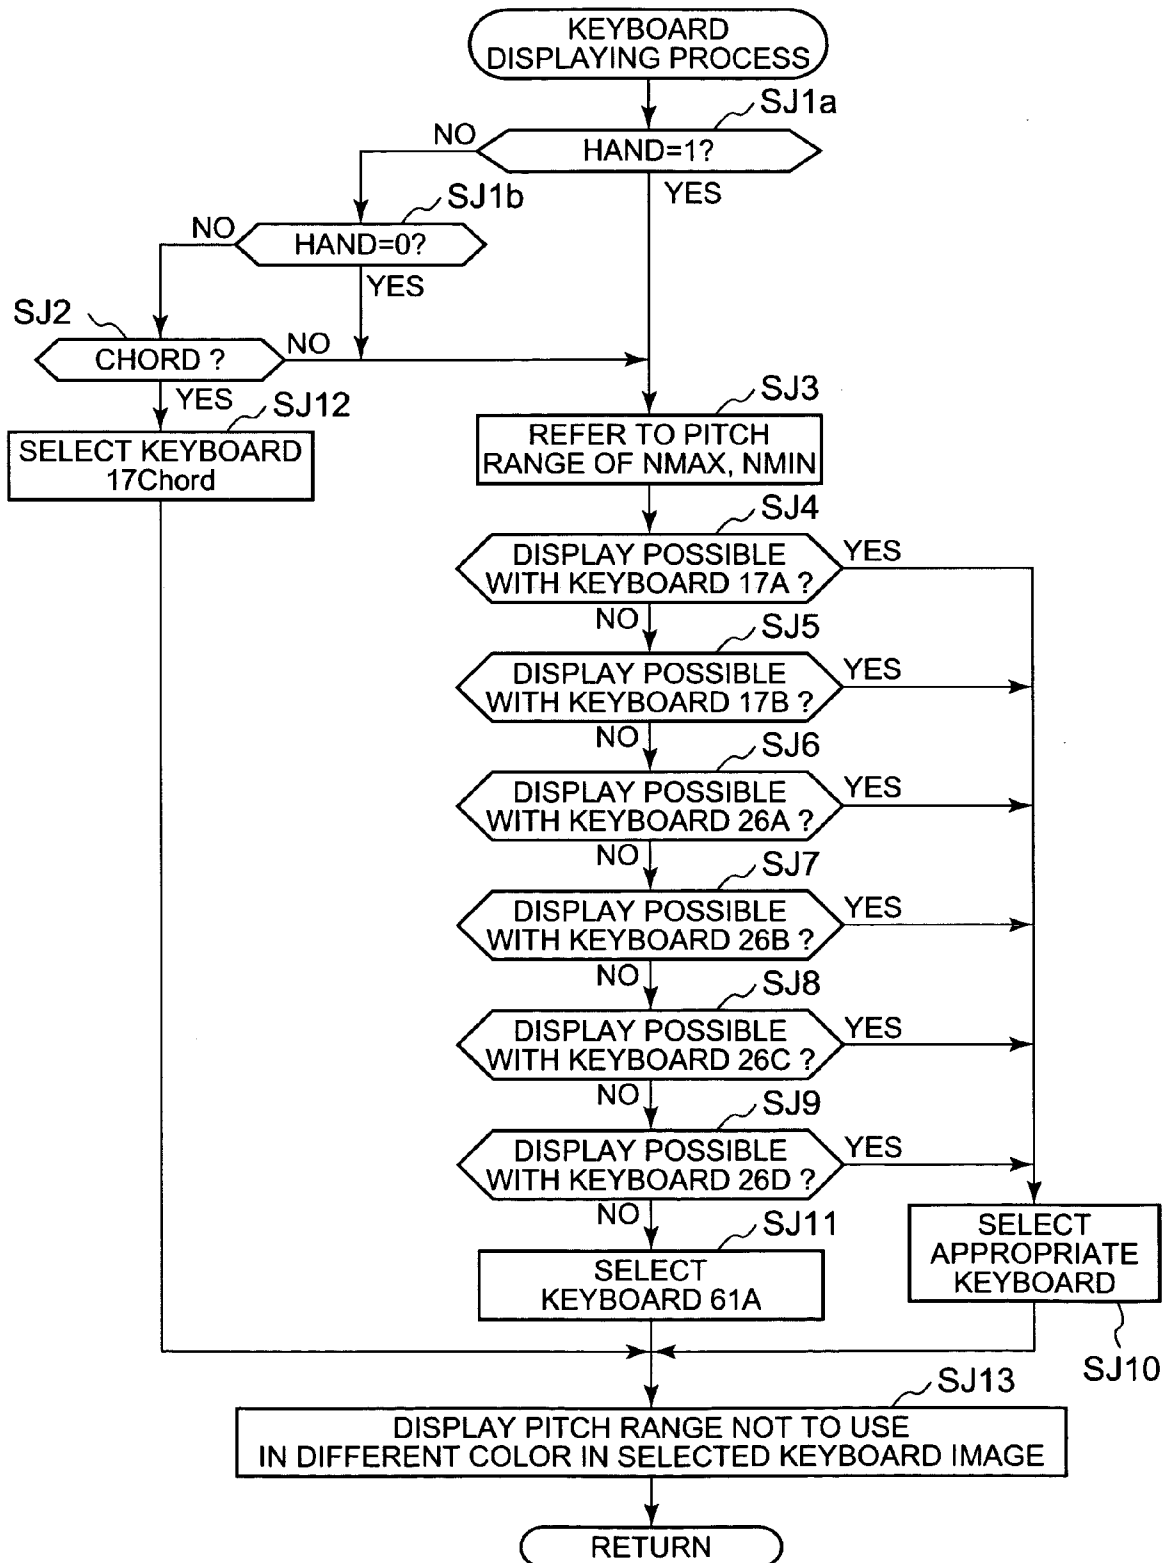 KEYBOARD
DISPLAYING PROCESS
SJ1a
HAND=1?
NO
YES
SJ1b
HAND=0?
NO
YES
SJ2
CHORD ?
NO
YES
SJ12
SELECT KEYBOARD
17Chord
SJ3
REFER TO PITCH
RANGE OF NMAX, NMIN
SJ4
DISPLAY POSSIBLE
WITH KEYBOARD 17A ?
YES
NO
SJ5
DISPLAY POSSIBLE
WITH KEYBOARD 17B ?
YES
NO
SJ6
DISPLAY POSSIBLE
WITH KEYBOARD 26A ?
YES
NO
SJ7
DISPLAY POSSIBLE
WITH KEYBOARD 26B ?
YES
NO
SJ8
DISPLAY POSSIBLE
WITH KEYBOARD 26C ?
YES
NO
SJ9
DISPLAY POSSIBLE
WITH KEYBOARD 26D ?
YES
NO
SJ11
SELECT
KEYBOARD 61A
SELECT
APPROPRIATE
KEYBOARD
SJ10
SJ13
DISPLAY PITCH RANGE NOT TO USE
IN DIFFERENT COLOR IN SELECTED KEYBOARD IMAGE
RETURN